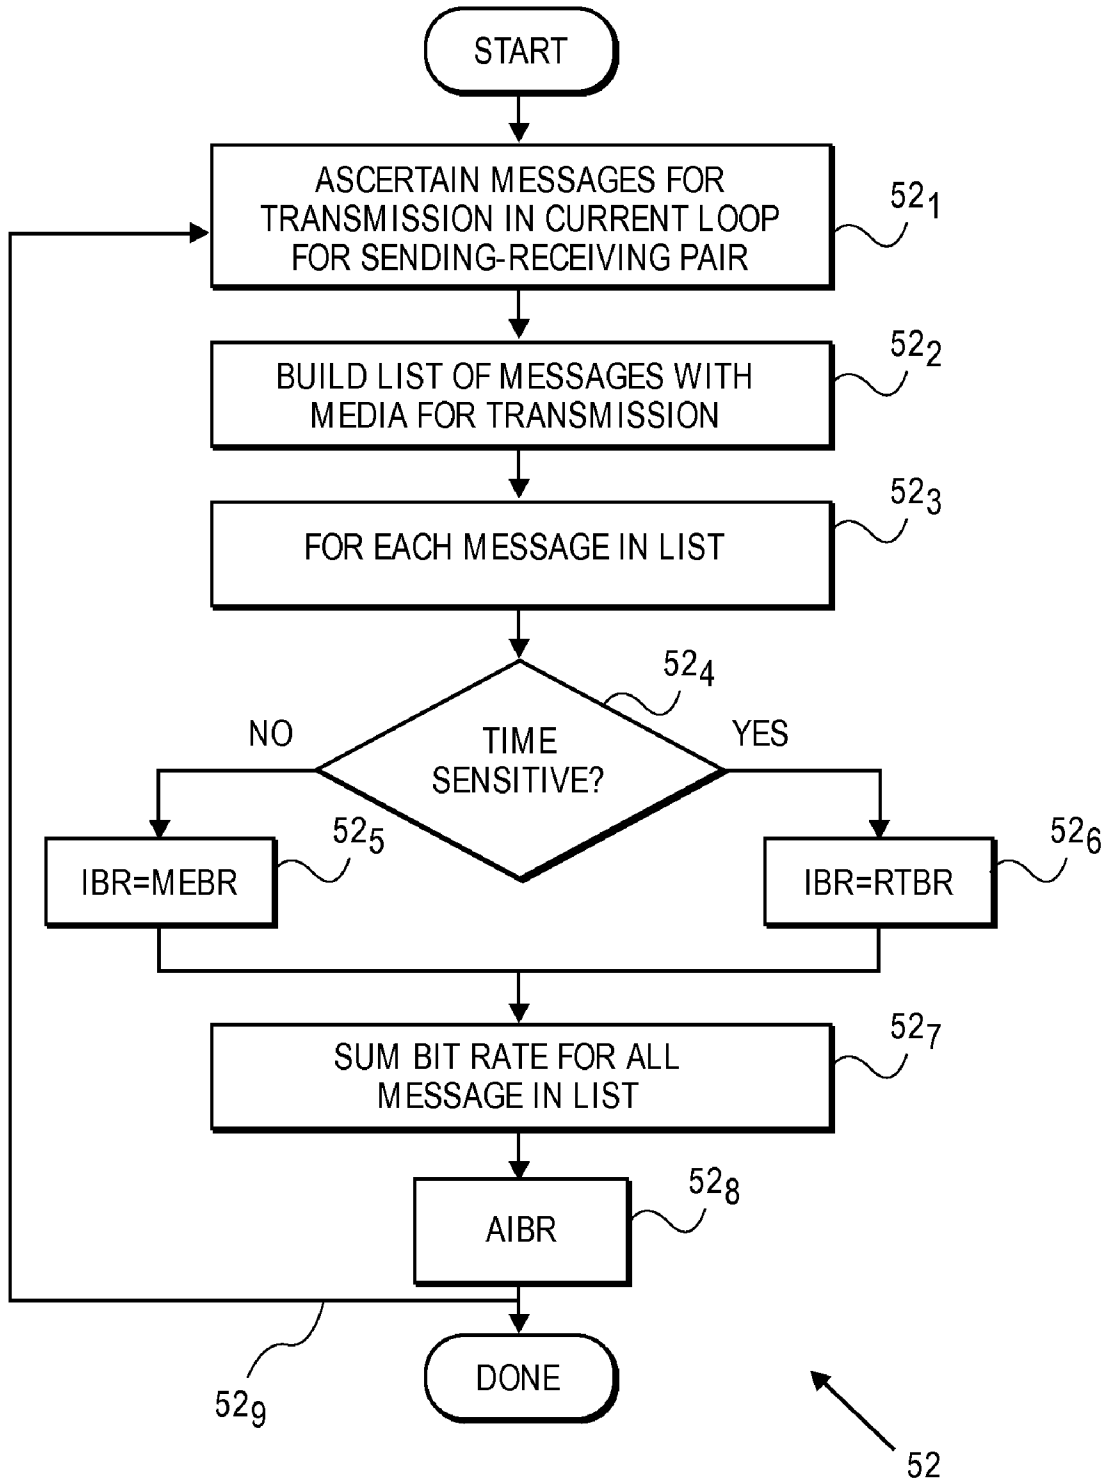 START
ASCERTAIN MESSAGES FOR
TRANSMISSION IN CURRENT LOOP
FOR SENDING-RECEIVING PAIR
52₁
BUILD LIST OF MESSAGES WITH
MEDIA FOR TRANSMISSION
52₂
FOR EACH MESSAGE IN LIST
52₃
TIME
SENSITIVE?
52₄
NO
YES
IBR=MEBR
52₅
IBR=RTBR
52₆
SUM BIT RATE FOR ALL
MESSAGE IN LIST
52₇
AIBR
52₈
52₉
DONE
52